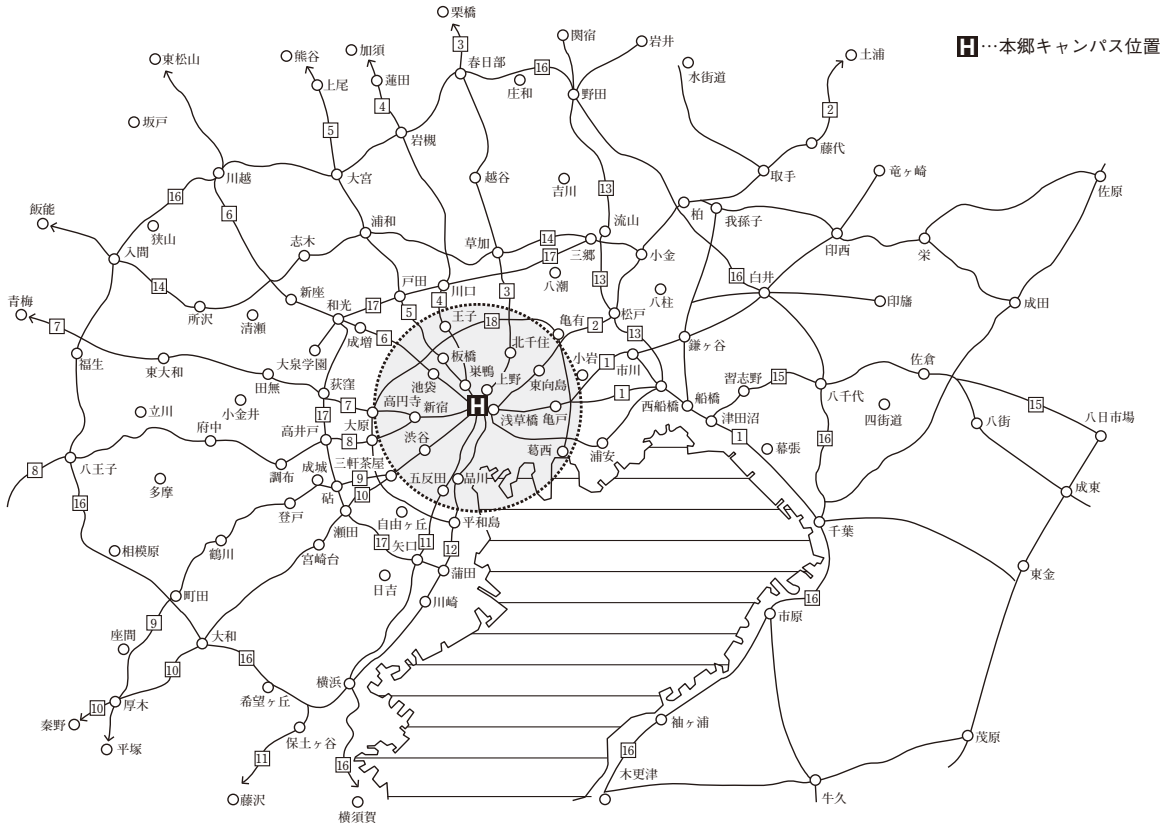 栗橋
3
関宿
岩井
H…本郷キャンパス位置
東松山
熊谷
加須
春日部
16
庄和
水街道
土浦
上尾
蓮田
4
野田
2
坂戸
5
岩槻
藤代
川越
大宮
越谷
吉川
13
取手
竜ヶ崎
佐原
16
6
飯能
狭山
浦和
流山
柏
我孫子
入間
志木
草加
14
三郷
小金
印西
栄
17
14
新座
戸田
川口
八潮
13
16
白井
八柱
青梅
所沢
清瀬
和光
17
5
4
3
印旛
成田
7
成増
6
王子
18
亀有
2
松戸
13
福生
東大和
大泉学園
板橋
北千住
小岩
1
市川
鎌ヶ谷
佐倉
田無
荻窪
池袋
巣鴨
上野
東向島
1
習志野
15
八千代
小金井
17
7
高円寺
新宿
H
浅草橋
亀戸
西船橋
船橋
津田沼
四街道
八街
15
八日市場
立川
府中
高井戸
8
大原
渋谷
葛西
浦安
1
幕張
16
8
八王子
調布
成城
三軒茶屋
9
五反田
品川
多摩
砧
10
成東
16
登戸
瀬田
自由ヶ丘
平和島
千葉
相模原
鶴川
宮崎台
17
矢口
11
12
日吉
蒲田
東金
町田
川崎
16
市原
9
座間
大和
10
16
横浜
希望ヶ丘
厚木
10
秦野
平塚
保土ヶ谷
袖ヶ浦
茂原
11
16
16
木更津
藤沢
横須賀
牛久